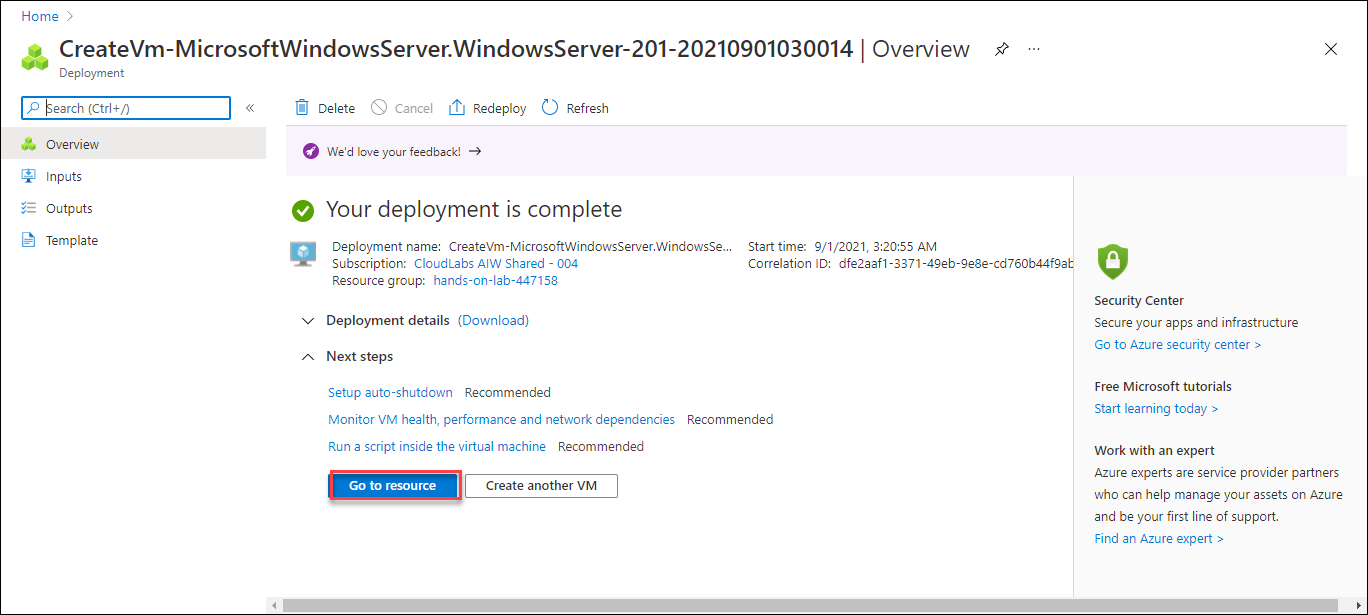 Home >
CreateVm-MicrosoftWindowsServer.WindowsServer-201-20210901030014 | Overview ...
Deployment
Search (Ctrl+/)
«
Overview
Inputs
Outputs
Template
Delete Cancel Redeploy Refresh
We'd love your feedback! →
Your deployment is complete
Deployment name: CreateVm-MicrosoftWindowsServer.WindowsSe...
Subscription: CloudLabs AIW Shared - 004
Resource group: hands-on-lab-447158
Start time: 9/1/2021, 3:20:55 AM
Correlation ID: dfe2aaf1-3371-49eb-9e8e-cd760b44f9ab
Deployment details (Download)
Next steps
Setup auto-shutdown Recommended
Monitor VM health, performance and network dependencies Recommended
Run a script inside the virtual machine Recommended
Go to resource Create another VM
Security Center
Secure your apps and infrastructure
Go to Azure security center >
Free Microsoft tutorials
Start learning today >
Work with an expert
Azure experts are service provider partners
who can help manage your assets on Azure
and be your first line of support.
Find an Azure expert >